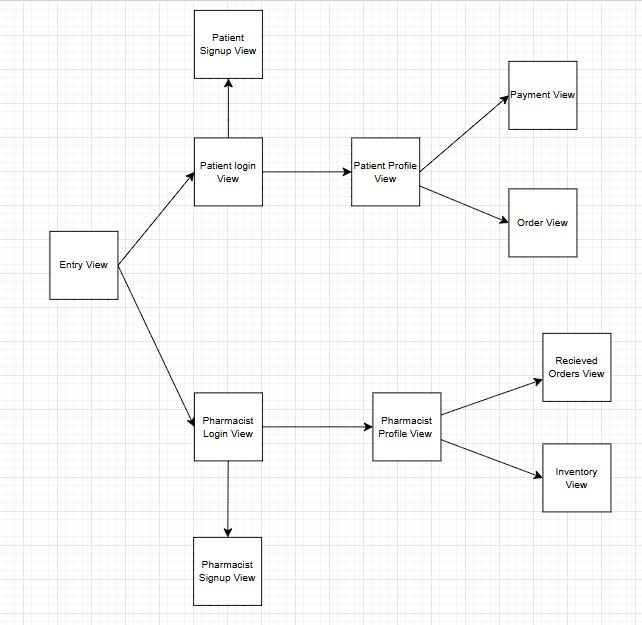 Patient
Signup View
Payment View
Patient login
View
Patient Profile
View
Order View
Entry View
Recieved
Orders View
Pharmacist
Login View
Pharmacist
Profile View
Inventory
View
Pharmacist
Signup View